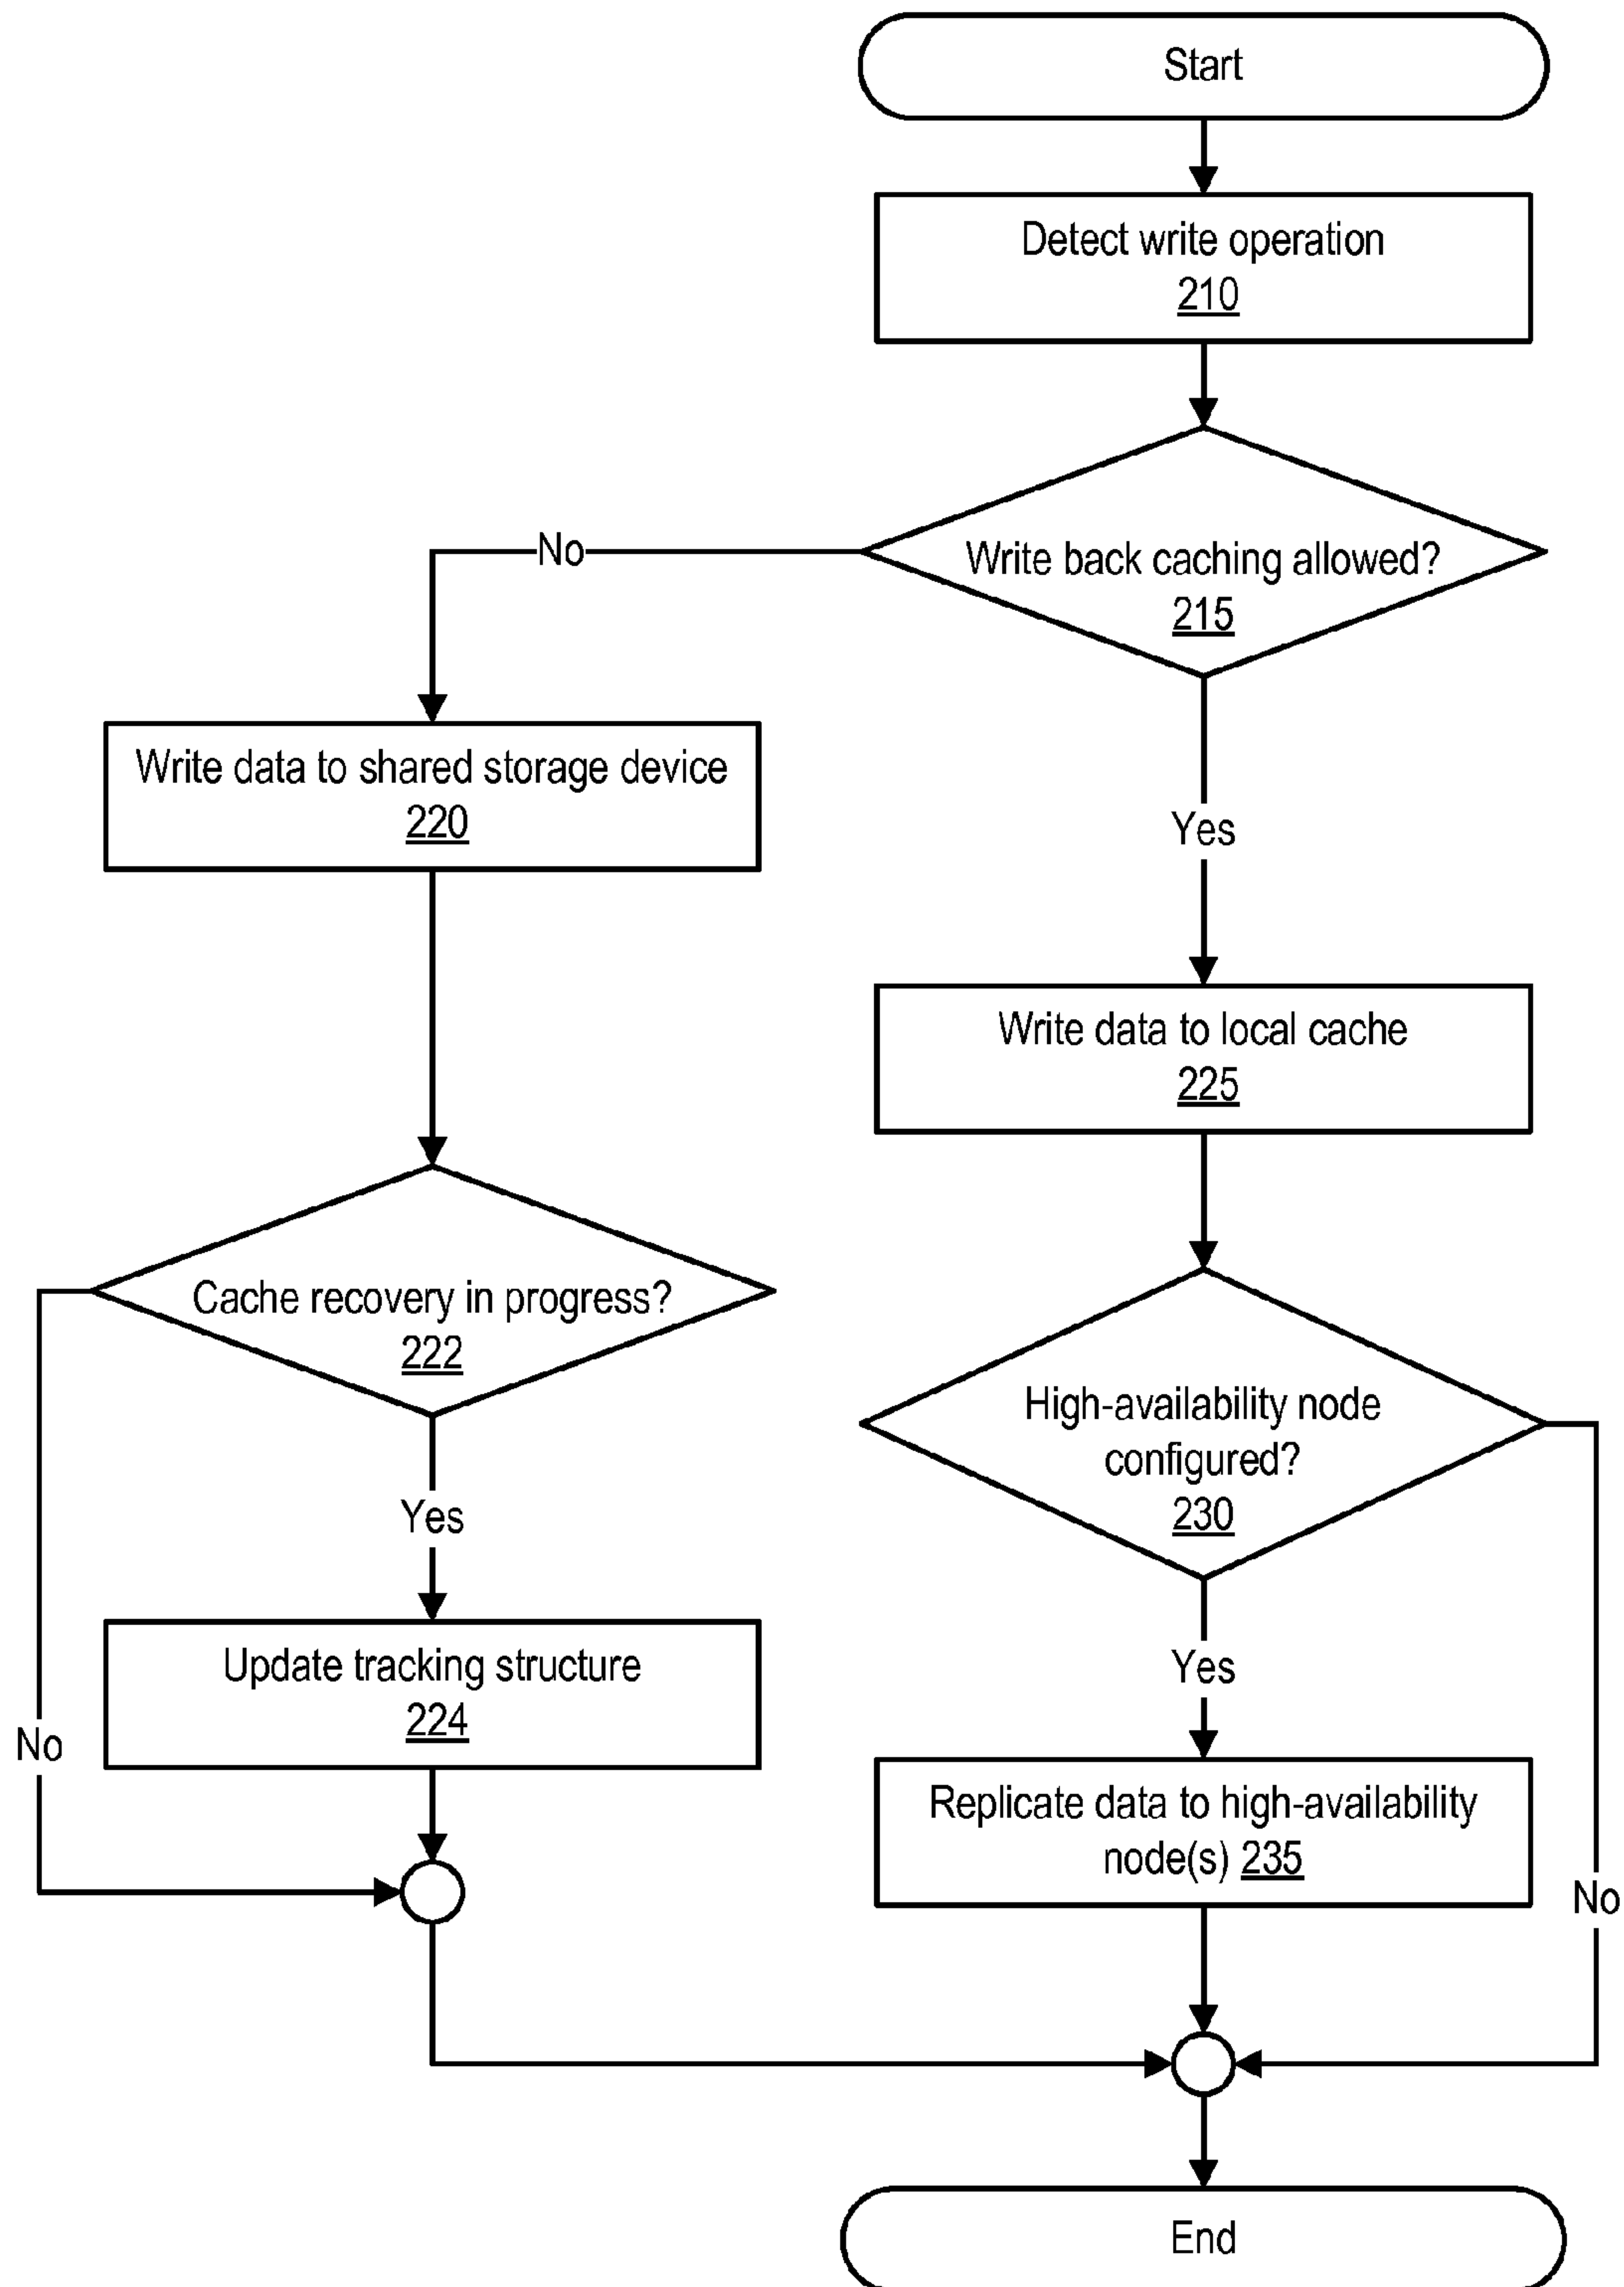 Start
Detect write operation
210
Write back caching allowed?
215
No
Yes
Write data to shared storage device
220
Write data to local cache
225
Cache recovery in progress?
222
High-availability node
configured?
230
Yes
Update tracking structure
224
Yes
No
Replicate data to high-availability
node(s) 235
No
End